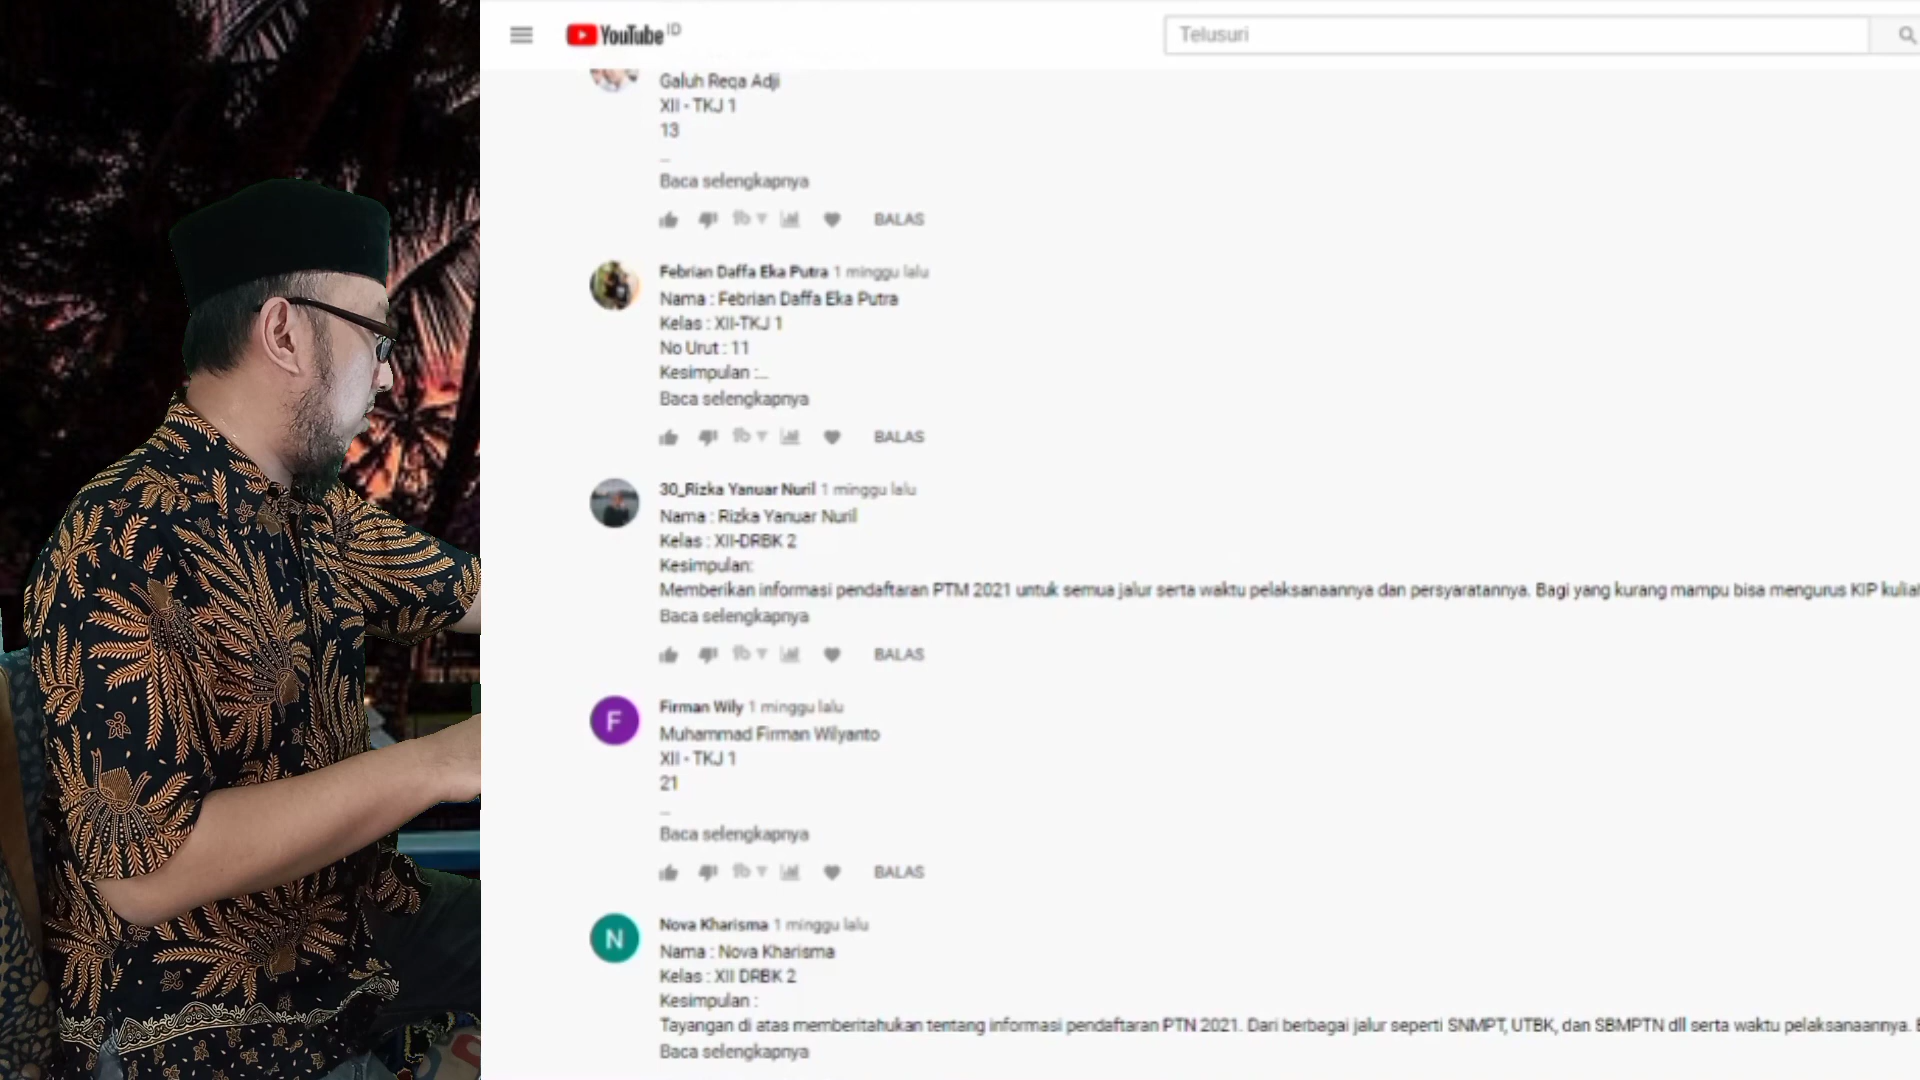 YouTube ID
Telusuri
Galuh Reqa Adji
XII - TKJ 1
13
...
Baca selengkapnya
BALAS
Febrian Daffa Eka Putra 1 minggu lalu
Nama : Febrian Daffa Eka Putra
Kelas : XII-TKJ 1
No Urut : 11
Kesimpulan :...
Baca selengkapnya
BALAS
30_Rizka Yanuar Nuril 1 minggu lalu
Nama : Rizka Yanuar Nuril
Kelas : XII-DRBK 2
Kesimpulan:
Memberikan informasi pendaftaran PTM 2021 untuk semua jalur serta waktu pelaksanaannya dan persyaratannya. Bagi yang kurang mampu bisa mengurus KIP kuliah
Baca selengkapnya
BALAS
F
Firman Wily 1 minggu lalu
Muhammad Firman Wilyanto
XII - TKJ 1
21
...
Baca selengkapnya
BALAS
N
Nova Kharisma 1 minggu lalu
Nama : Nova Kharisma
Kelas : XII DRBK 2
Kesimpulan :
Tayangan di atas memberitahukan tentang informasi pendaftaran PTN 2021. Dari berbagai jalur seperti SNMPT, UTBK, dan SBMPTN dll serta waktu pelaksanaannya.
Baca selengkapnya